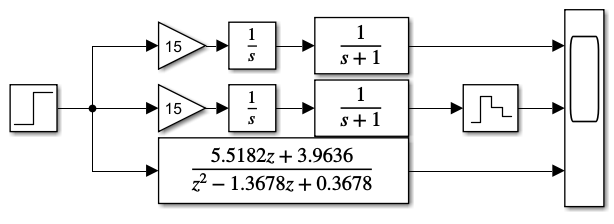 15
1
s
1
s + 1
15
1
s
1
s + 1
5.5182z + 3.9636
z² − 1.3678z + 0.3678